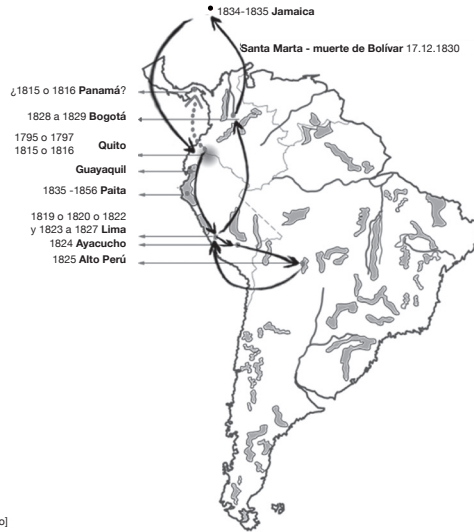 1834-1835 Jamaica
Santa Marta - muerte de Bolívar 17.12.1830
¿1815 o 1816 Panamá?
1828 a 1829 Bogotá
1795 o 1797
1815 o 1816 Quito
Guayaquil
1835 -1856 Paita
1819 o 1820 o 1822
y 1823 a 1827 Lima
1824 Ayacucho
1825 Alto Perú
o]